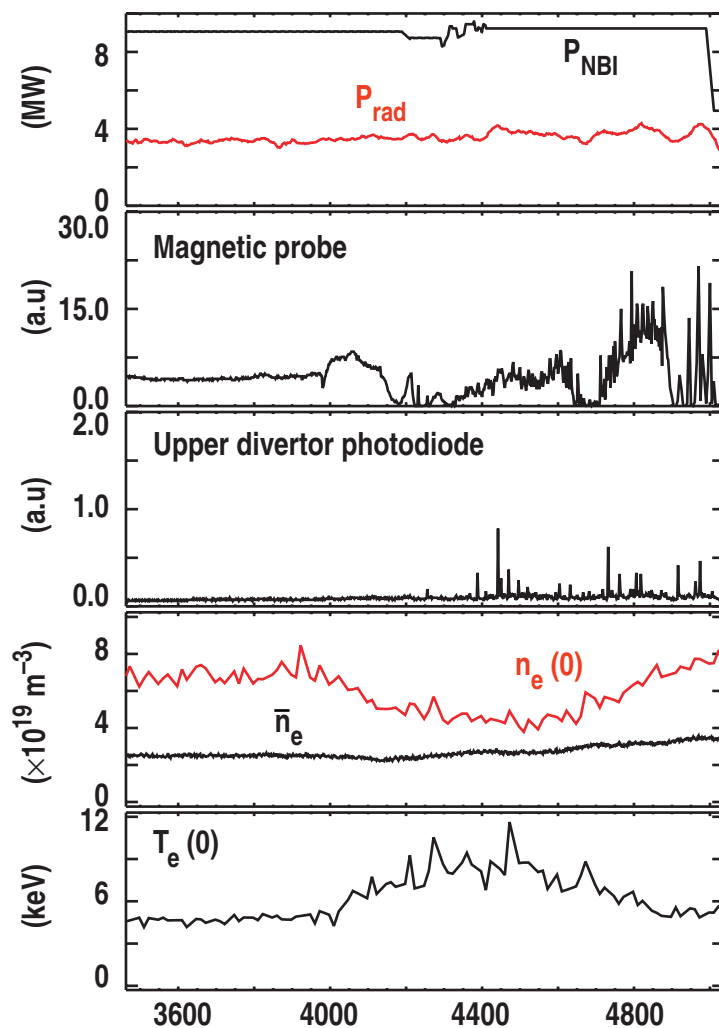 8
4
0
(MW)
P_NBI
P_rad
30.0
15.0
0.0
(a.u)
Magnetic probe
2.0
1.0
0.0
(a.u)
Upper divertor photodiode
8
4
0
(×10^19 m^−3)
n_e (0)
n̄_e
12
6
0
(keV)
T_e (0)
3600 4000 4400 4800